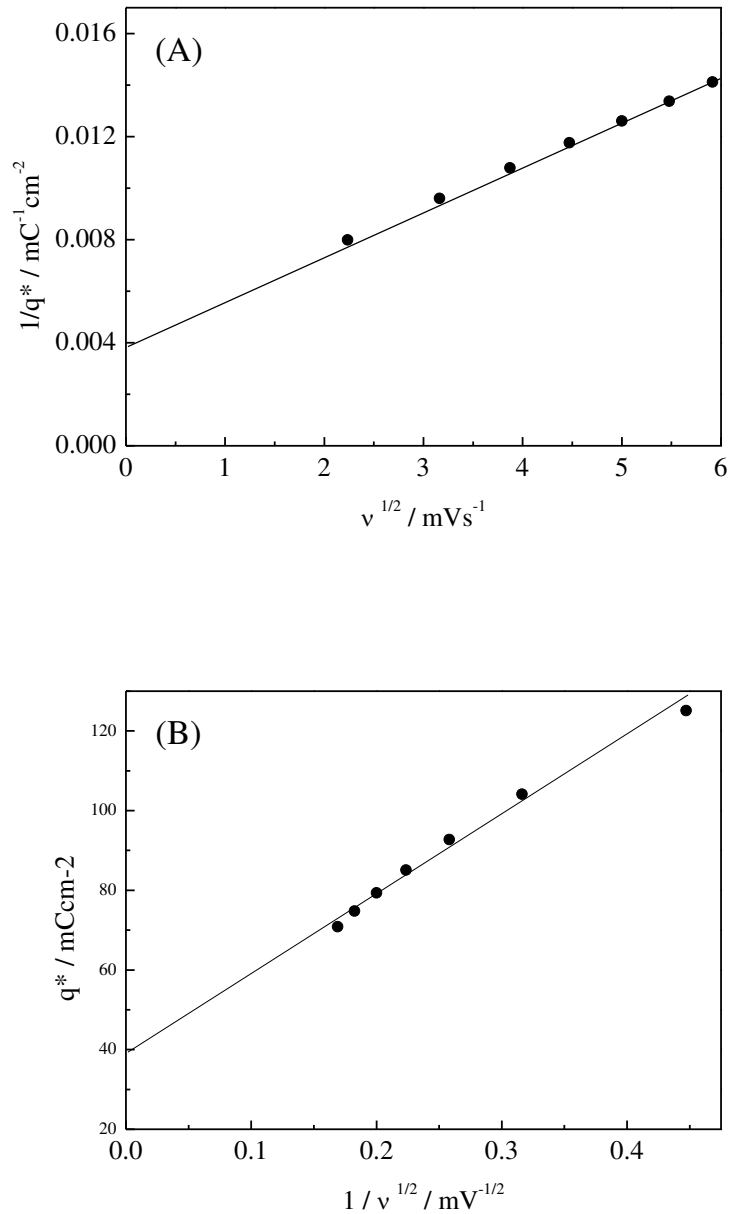 (A)
0.016
0.012
0.008
0.004
0.000
1/q* / mC⁻¹cm⁻²
0 1 2 3 4 5 6
ν ¹/² / mVs⁻¹
(B)
120
100
80
60
40
20
q* / mCcm-2
0.0 0.1 0.2 0.3 0.4
1 / ν ¹/² / mV⁻¹/²